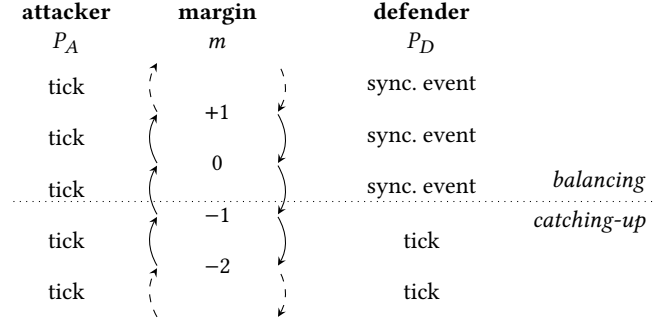 attacker margin defender
P_A m P_D
tick sync. event
+1
tick sync. event
0
tick sync. event balancing
−1 catching-up
tick tick
−2
tick tick